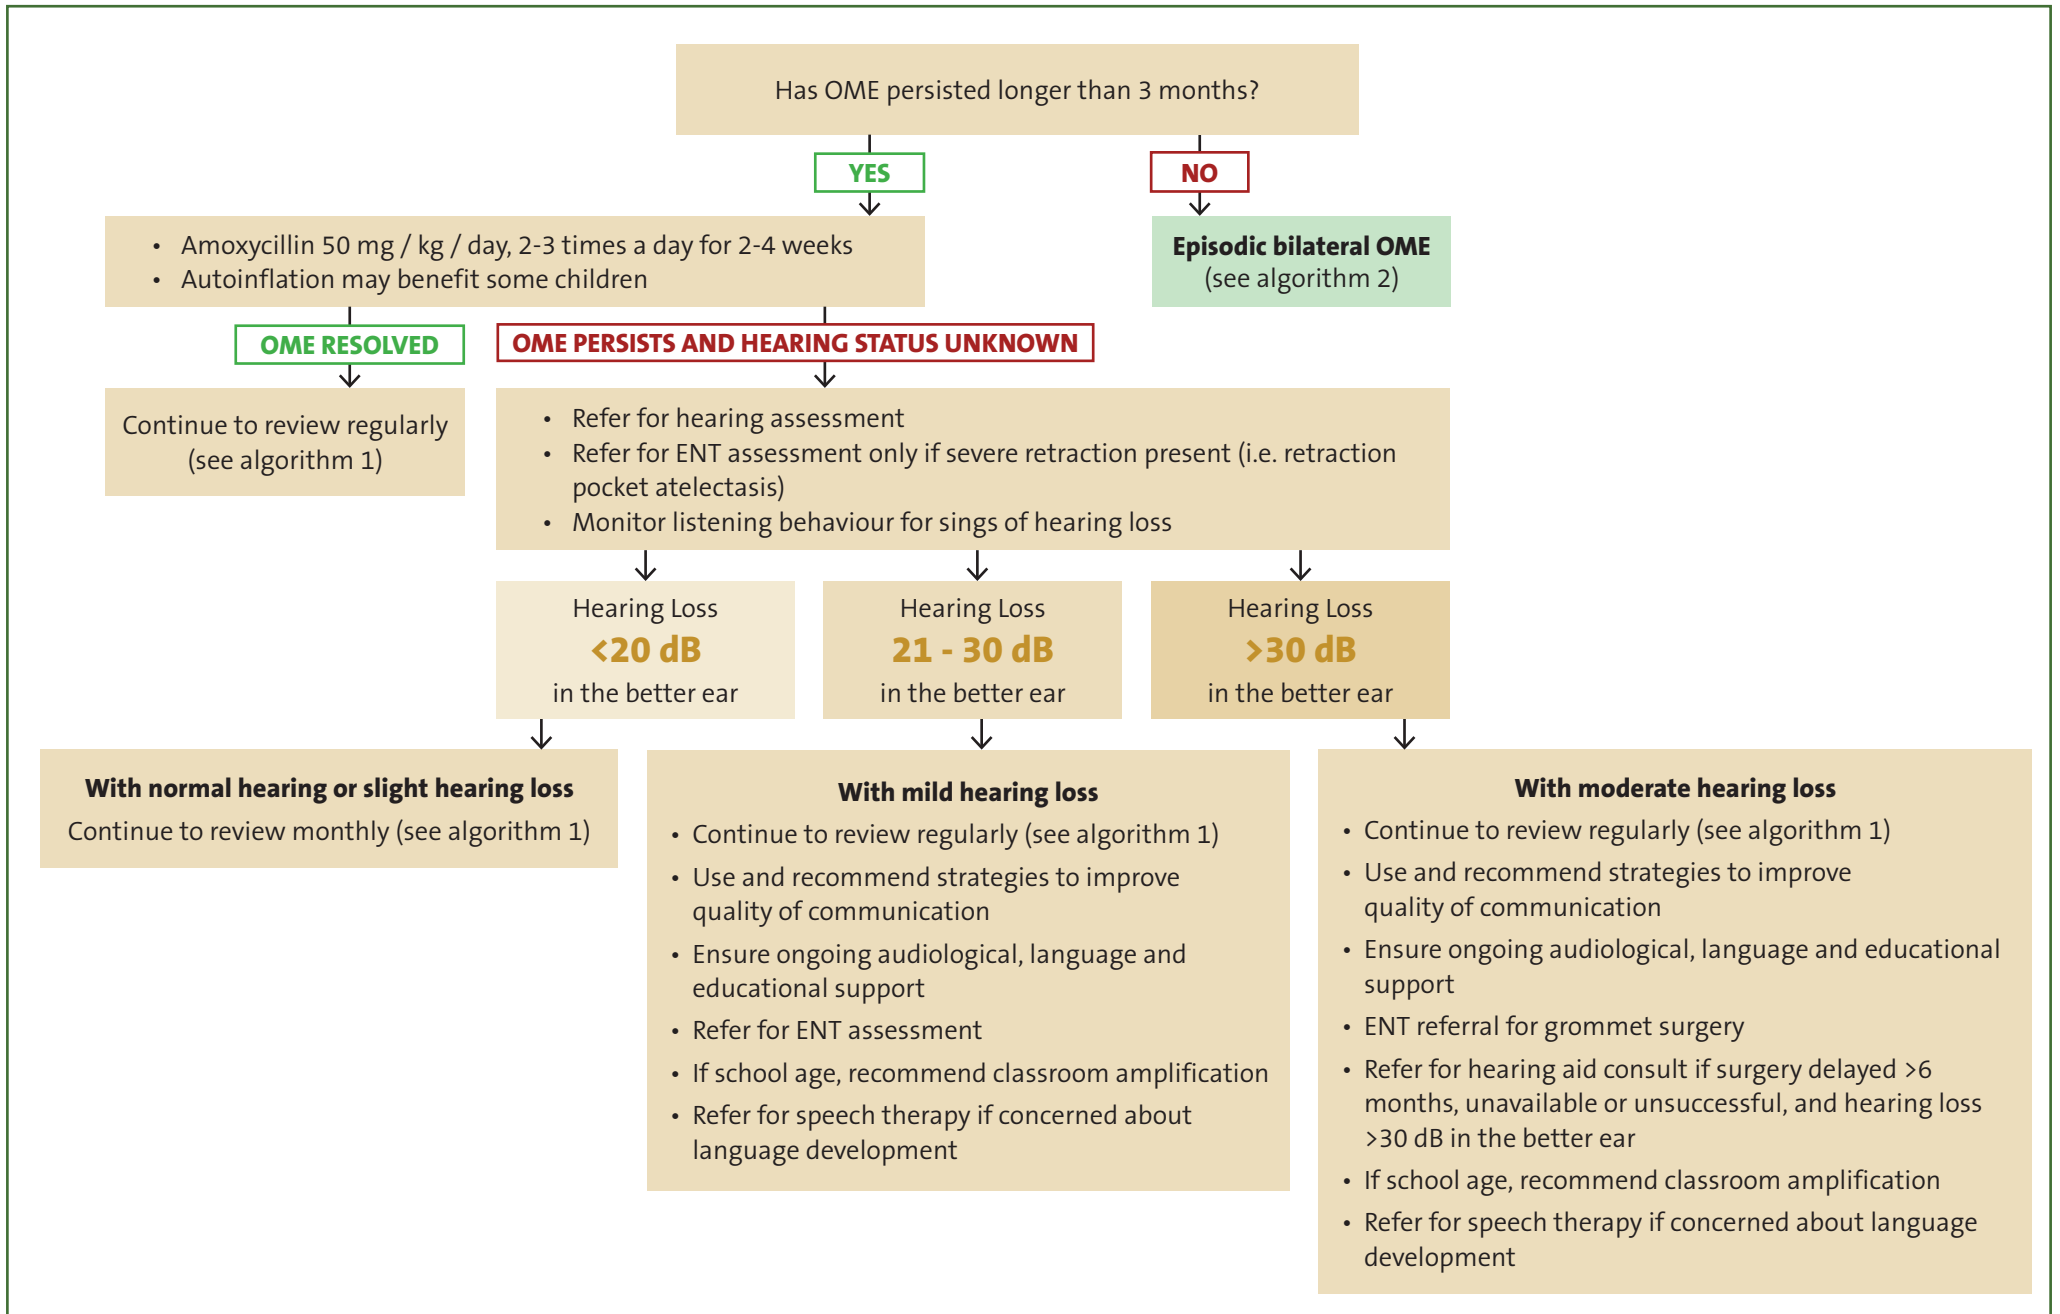 Has OME persisted longer than 3 months?
YES
NO
• Amoxycillin 50 mg / kg / day, 2-3 times a day for 2-4 weeks
• Autoinflation may benefit some children
Episodic bilateral OME
(see algorithm 2)
OME RESOLVED
OME PERSISTS AND HEARING STATUS UNKNOWN
Continue to review regularly
(see algorithm 1)
• Refer for hearing assessment
• Refer for ENT assessment only if severe retraction present (i.e. retraction
pocket atelectasis)
• Monitor listening behaviour for sings of hearing loss
Hearing Loss
<20 dB
in the better ear
Hearing Loss
21 - 30 dB
in the better ear
Hearing Loss
>30 dB
in the better ear
With normal hearing or slight hearing loss
Continue to review monthly (see algorithm 1)
With mild hearing loss
• Continue to review regularly (see algorithm 1)
• Use and recommend strategies to improve
quality of communication
• Ensure ongoing audiological, language and
educational support
• Refer for ENT assessment
• If school age, recommend classroom amplification
• Refer for speech therapy if concerned about
language development
With moderate hearing loss
• Continue to review regularly (see algorithm 1)
• Use and recommend strategies to improve
quality of communication
• Ensure ongoing audiological, language and educational
support
• ENT referral for grommet surgery
• Refer for hearing aid consult if surgery delayed >6
months, unavailable or unsuccessful, and hearing loss
>30 dB in the better ear
• If school age, recommend classroom amplification
• Refer for speech therapy if concerned about language
development